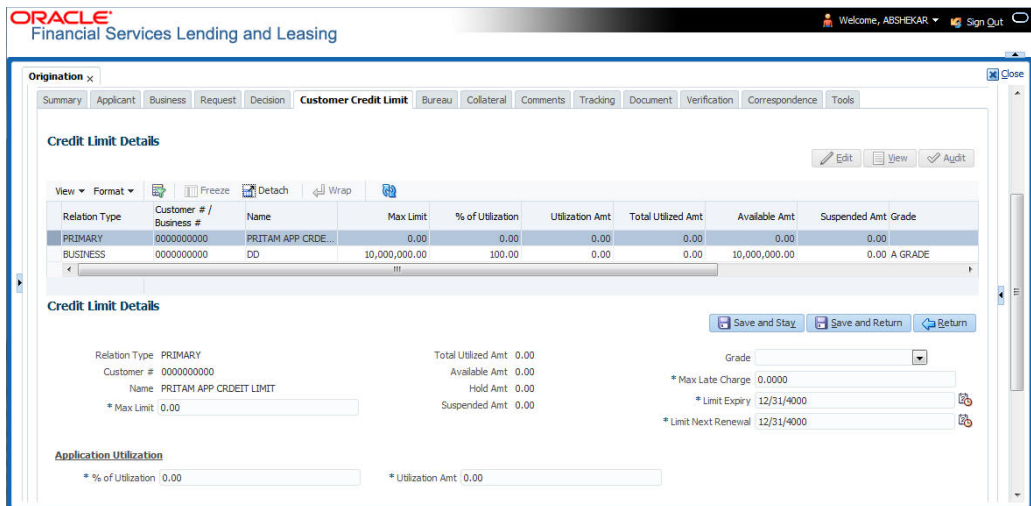 ORACLE
Financial Services Lending and Leasing
Welcome, ABSHEKAR
Sign Out
Origination
Close
Summary Applicant Business Request Decision Customer Credit Limit Bureau Collateral Comments Tracking Document Verification Correspondence Tools
Credit Limit Details
Edit View Audit
View Format Freeze Detach Wrap
Relation Type Customer # / Business # Name Max Limit % of Utilization Utilization Amt Total Utilized Amt Available Amt Suspended Amt Grade
PRIMARY 0000000000 PRITAM APP CRDE... 0.00 0.00 0.00 0.00 0.00 0.00
BUSINESS 0000000000 DD 10,000,000.00 100.00 0.00 0.00 10,000,000.00 0.00 A GRADE
Credit Limit Details
Save and Stay Save and Return Return
Relation Type PRIMARY Total Utilized Amt 0.00 Grade
Customer # 0000000000 Available Amt 0.00 * Max Late Charge 0.0000
Name PRITAM APP CRDEIT LIMIT Hold Amt 0.00 * Limit Expiry 12/31/4000
* Max Limit 0.00 Suspended Amt 0.00 * Limit Next Renewal 12/31/4000
Application Utilization
* % of Utilization 0.00 * Utilization Amt 0.00